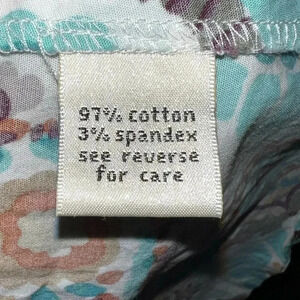 97% cotton
3% spandex
see reverse
for care